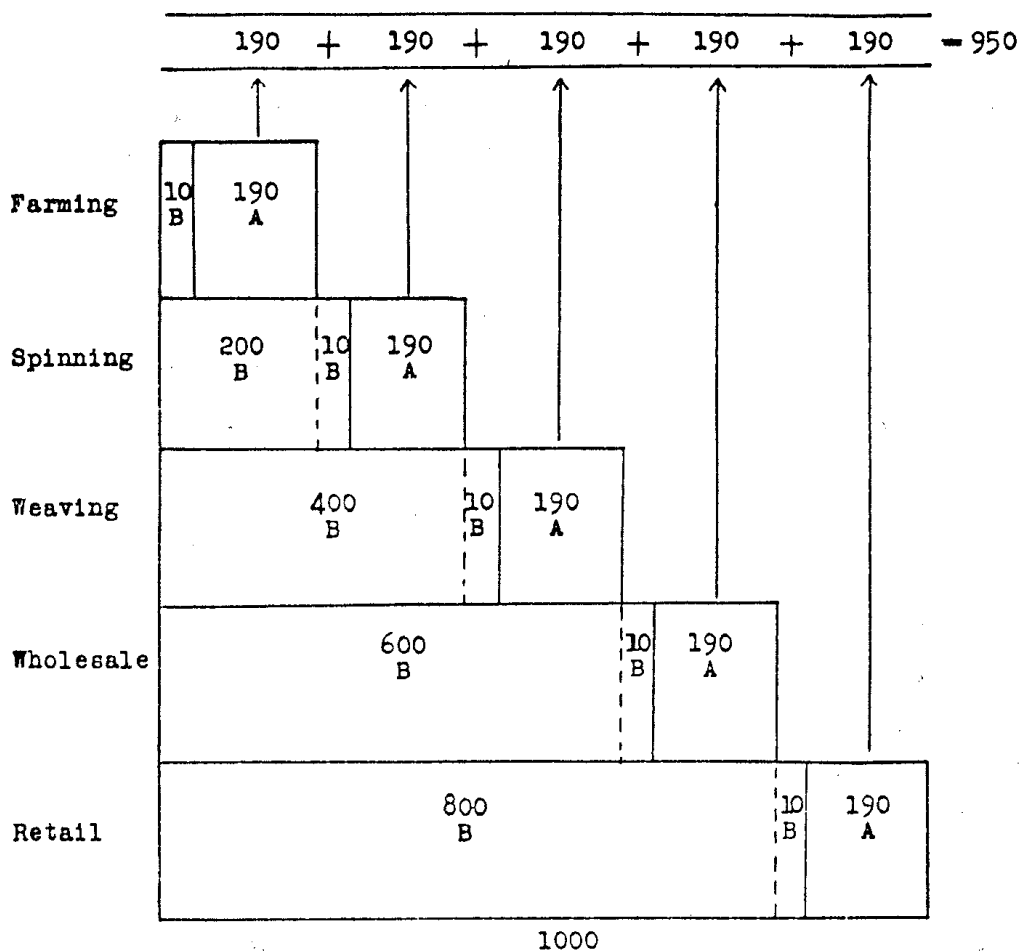 190 + 190 + 190 + 190 + 190 = 950
Farming
10
B
190
A
Spinning
200
B
10
B
190
A
Weaving
400
B
10
B
190
A
Wholesale
600
B
10
B
190
A
Retail
800
B
10
B
190
A
1000